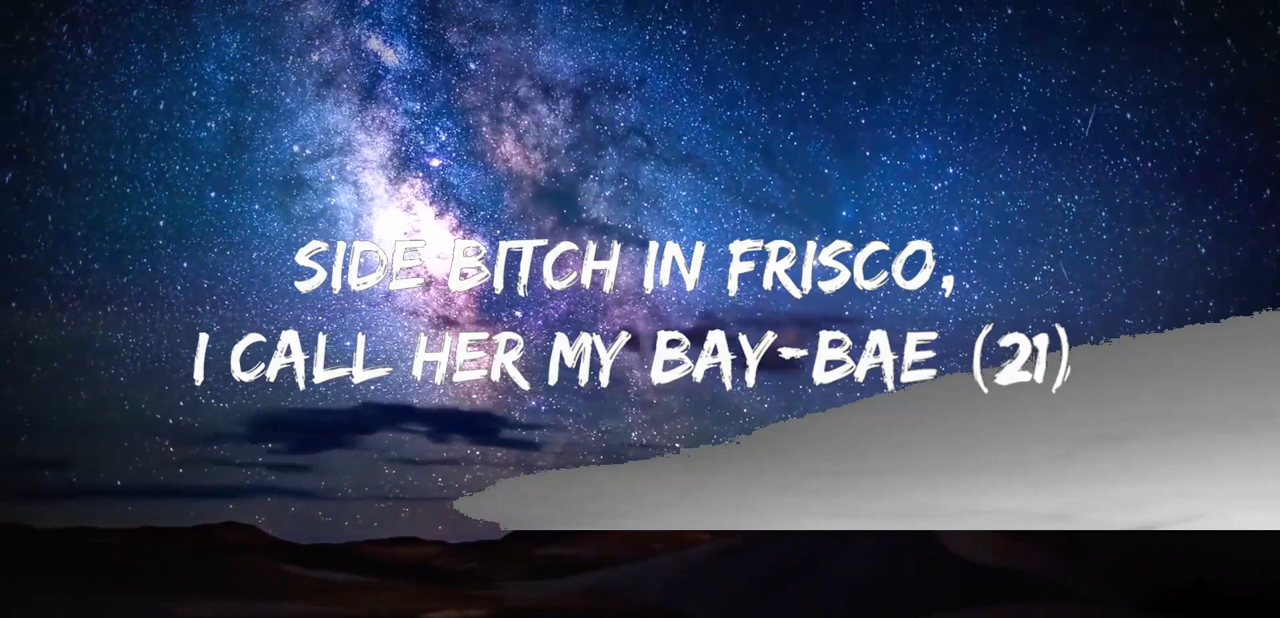 SIDE BITCH IN FRISCO,
I CALL HER MY BAY-BAE (21)